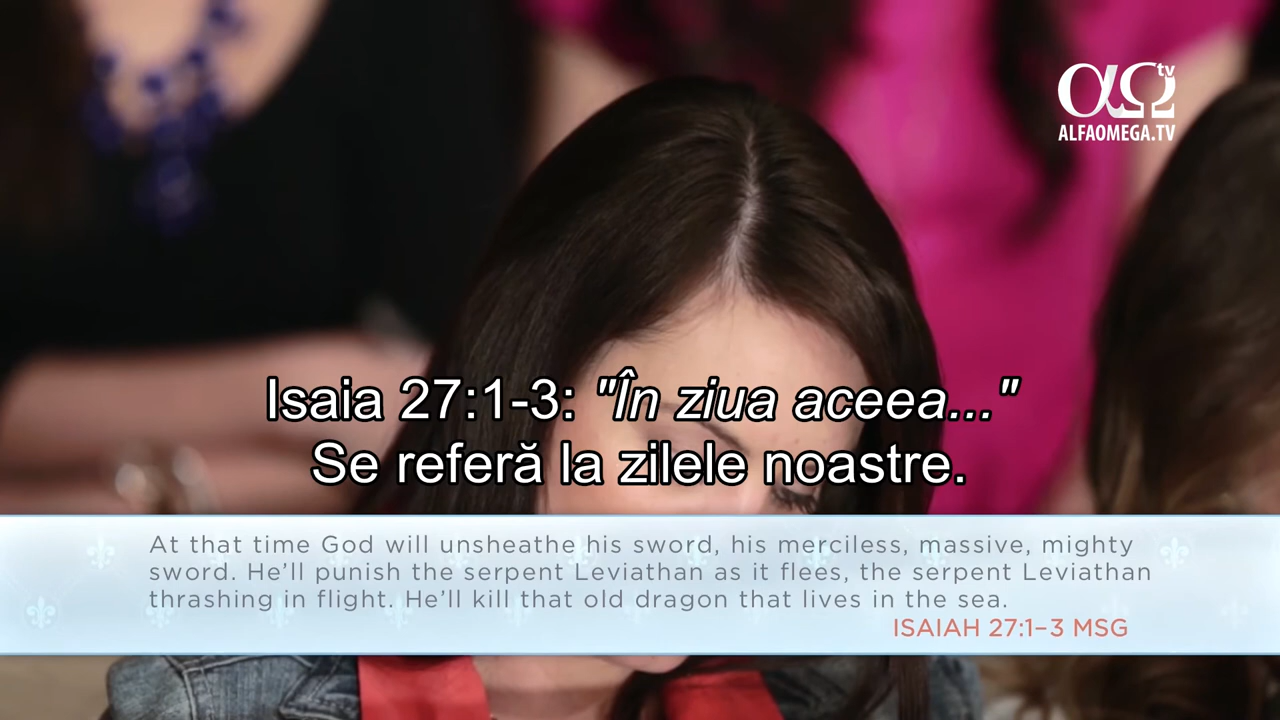 αΩ tv
ALFAOMEGA.TV
Isaia 27:1-3: "În ziua aceea..."
Se referă la zilele noastre.
At that time God will unsheathe his sword, his merciless, massive, mighty
sword. He’ll punish the serpent Leviathan as it flees, the serpent Leviathan
thrashing in flight. He’ll kill that old dragon that lives in the sea.
ISAIAH 27:1–3 MSG